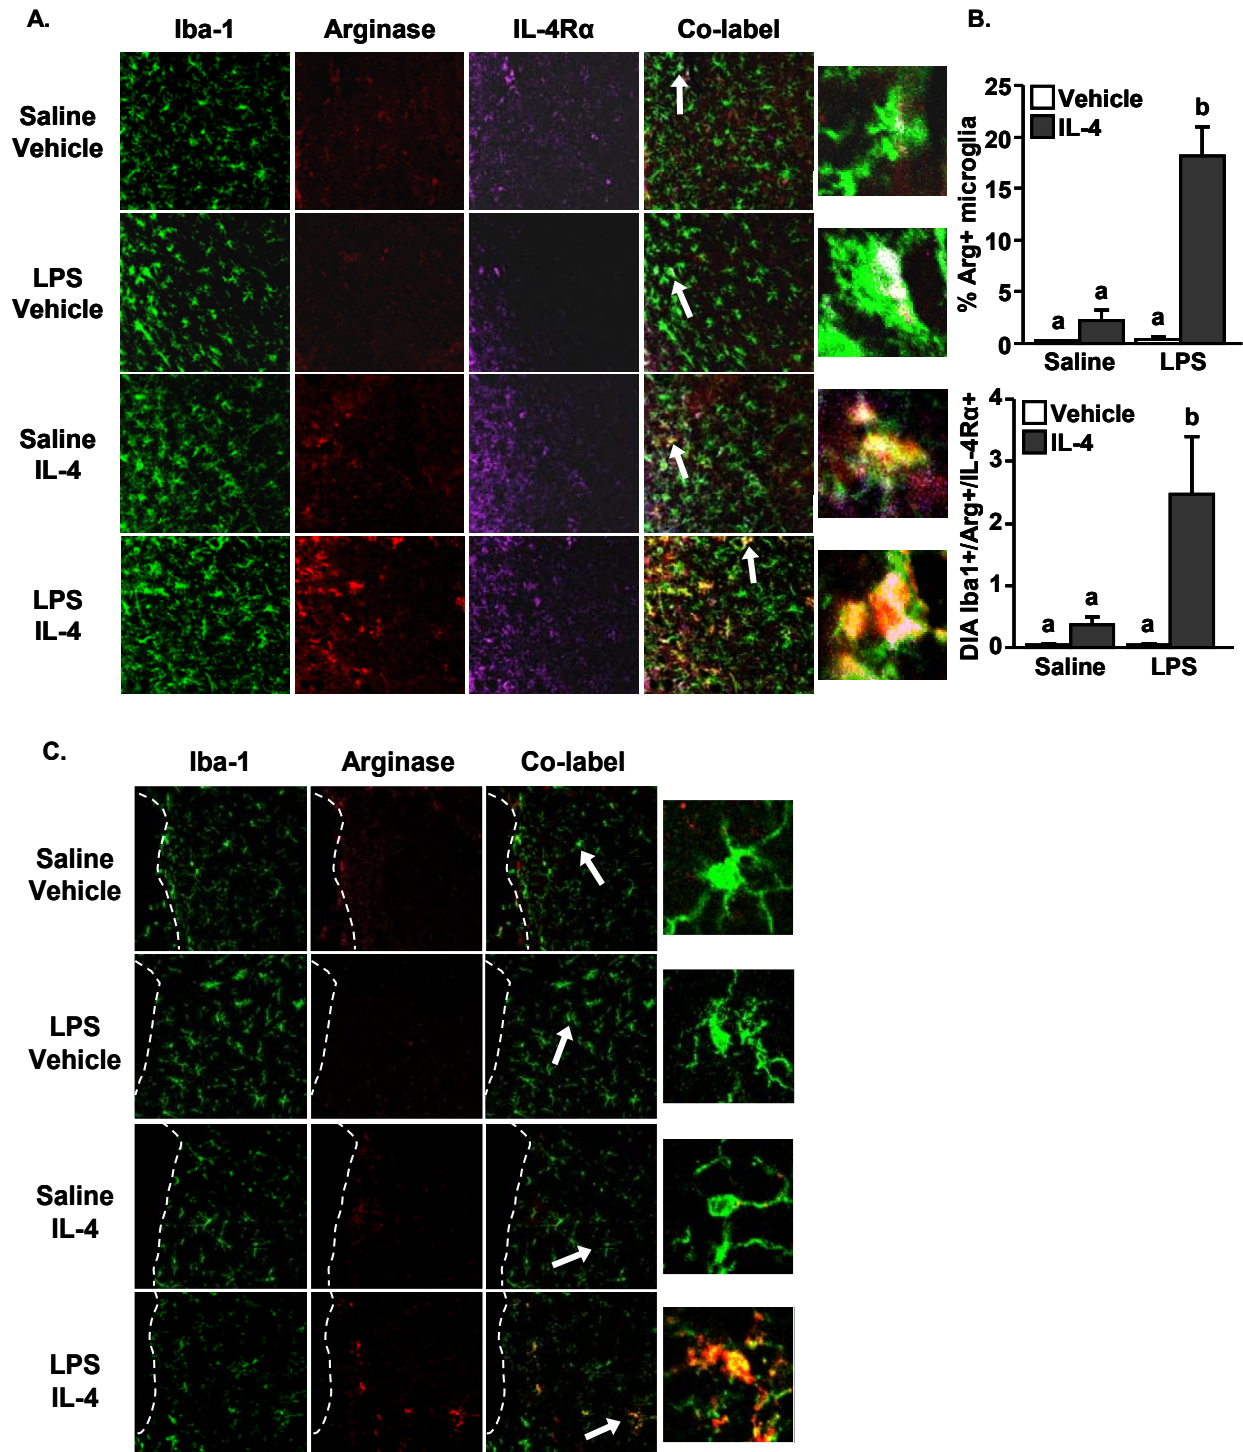 A.
Iba-1 Arginase IL-4Rα Co-label
Saline
Vehicle
LPS
Vehicle
Saline
IL-4
LPS
IL-4
B.
% Arg+ microglia
25
20
15
10
5
0
Vehicle
IL-4
a a a b
Saline LPS
DIA Iba1+/Arg+/IL-4Rα+
4
3
2
1
0
Vehicle
IL-4
a a a b
Saline LPS
C.
Iba-1 Arginase Co-label
Saline
Vehicle
LPS
Vehicle
Saline
IL-4
LPS
IL-4